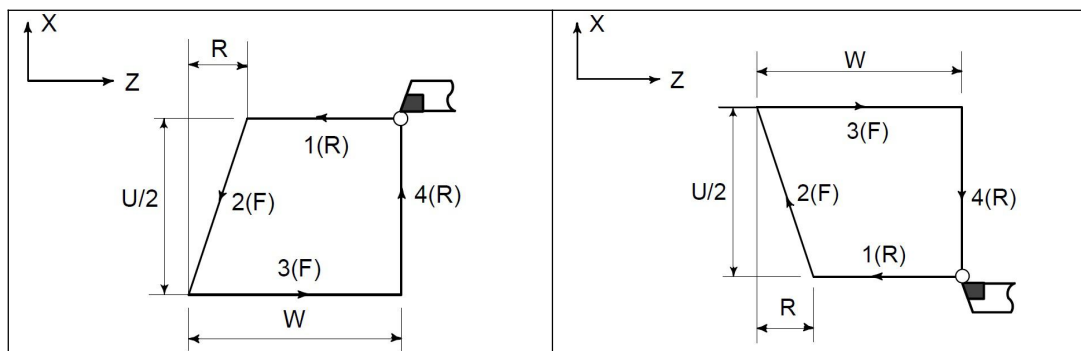 X
Z
R
1(R)
U/2
2(F)
4(R)
3(F)
W
X
Z
W
3(F)
U/2
2(F)
4(R)
1(R)
R